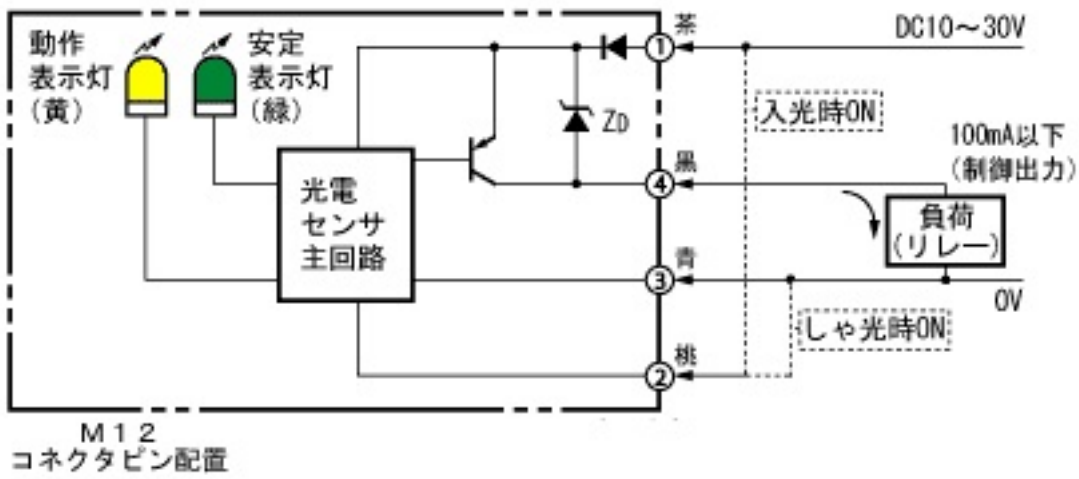 動作
表示灯
(黄)
安定
表示灯
(緑)
茶
①
DC10～30V
入光時ON
ZD
100mA以下
(制御出力)
黒
④
光電
センサ
主回路
負荷
(リレー)
青
③
0V
しゃ光時ON
桃
②
M12
コネクタピン配置